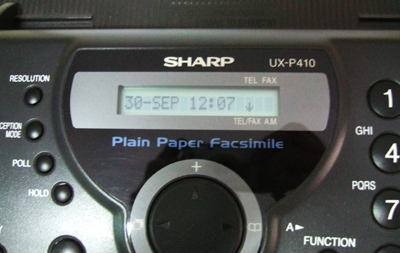 SHARP UX-P410
RESOLUTION
TEL FAX
30-SEP 12:07 ↓
TEL/FAX A.M.
CEPTION
MODE
Plain Paper Facsimile
POLL
HOLD
+
1
GHI
4
PQRS
7
A►
FUNCTION